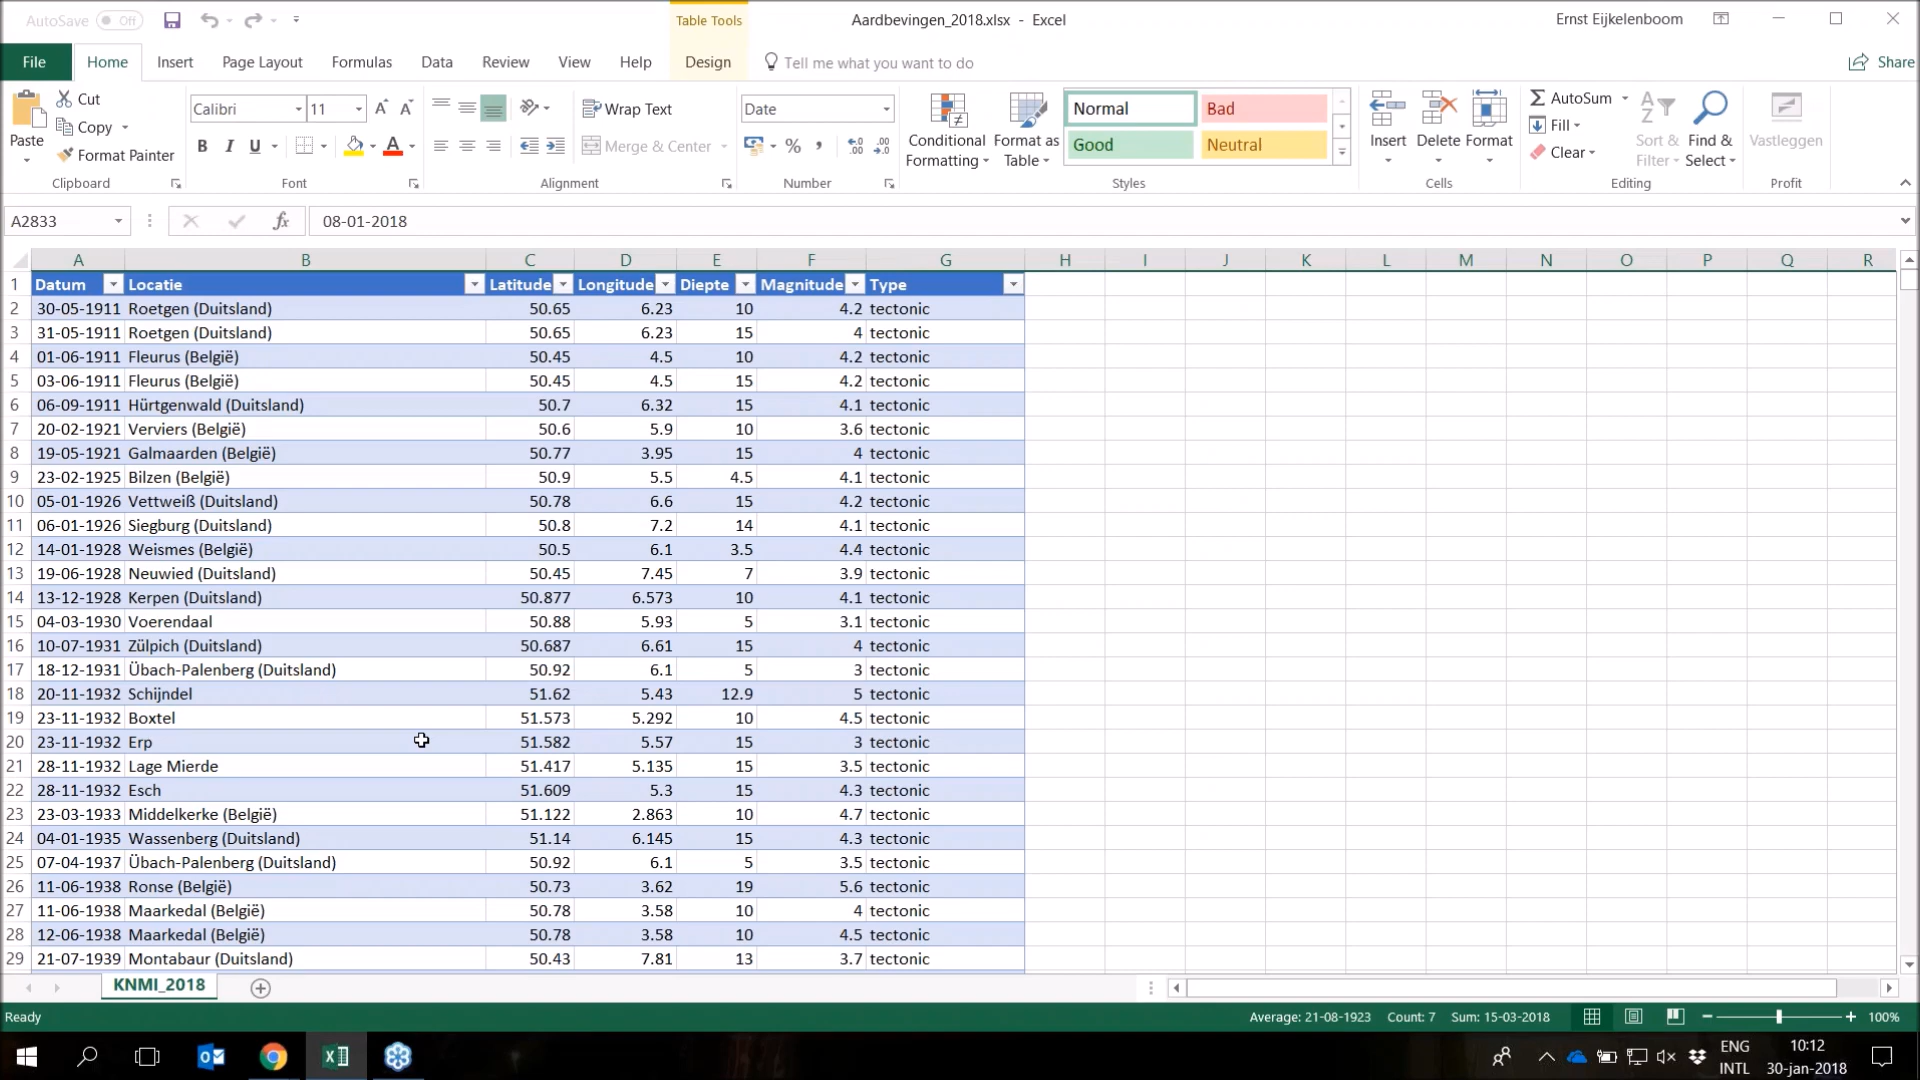 AutoSave Off
Table Tools
Aardbevingen_2018.xlsx - Excel
Ernst Eijkelenboom
File Home Insert Page Layout Formulas Data Review View Help Design Tell me what you want to do Share
Paste
Cut
Copy
Format Painter
Clipboard
Calibri 11
B I U
Font
Wrap Text
Merge & Center
Alignment
Date
Number
Conditional Formatting
Format as Table
Normal Bad
Good Neutral
Styles
Insert Delete Format
Cells
AutoSum
Fill
Clear
Sort & Filter
Find & Select
Editing
Vastleggen
Profit
A2833 fx 08-01-2018
A B C D E F G H I J K L M N O P Q R
1 Datum Locatie Latitude Longitude Diepte Magnitude Type
2 30-05-1911 Roetgen (Duitsland) 50.65 6.23 10 4.2 tectonic
3 31-05-1911 Roetgen (Duitsland) 50.65 6.23 15 4 tectonic
4 01-06-1911 Fleurus (België) 50.45 4.5 10 4.2 tectonic
5 03-06-1911 Fleurus (België) 50.45 4.5 15 4.2 tectonic
6 06-09-1911 Hürtgenwald (Duitsland) 50.7 6.32 15 4.1 tectonic
7 20-02-1921 Verviers (België) 50.6 5.9 10 3.6 tectonic
8 19-05-1921 Galmaarden (België) 50.77 3.95 15 4 tectonic
9 23-02-1925 Bilzen (België) 50.9 5.5 4.5 4.1 tectonic
10 05-01-1926 Vettweiß (Duitsland) 50.78 6.6 15 4.2 tectonic
11 06-01-1926 Siegburg (Duitsland) 50.8 7.2 14 4.1 tectonic
12 14-01-1928 Weismes (België) 50.5 6.1 3.5 4.4 tectonic
13 19-06-1928 Neuwied (Duitsland) 50.45 7.45 7 3.9 tectonic
14 13-12-1928 Kerpen (Duitsland) 50.877 6.573 10 4.1 tectonic
15 04-03-1930 Voerendaal 50.88 5.93 5 3.1 tectonic
16 10-07-1931 Zülpich (Duitsland) 50.687 6.61 15 4 tectonic
17 18-12-1931 Übach-Palenberg (Duitsland) 50.92 6.1 5 3 tectonic
18 20-11-1932 Schijndel 51.62 5.43 12.9 5 tectonic
19 23-11-1932 Boxtel 51.573 5.292 10 4.5 tectonic
20 23-11-1932 Erp 51.582 5.57 15 3 tectonic
21 28-11-1932 Lage Mierde 51.417 5.135 15 3.5 tectonic
22 28-11-1932 Esch 51.609 5.3 15 4.3 tectonic
23 23-03-1933 Middelkerke (België) 51.122 2.863 10 4.7 tectonic
24 04-01-1935 Wassenberg (Duitsland) 51.14 6.145 15 4.3 tectonic
25 07-04-1937 Übach-Palenberg (Duitsland) 50.92 6.1 5 3.5 tectonic
26 11-06-1938 Ronse (België) 50.73 3.62 19 5.6 tectonic
27 11-06-1938 Maarkedal (België) 50.78 3.58 10 4 tectonic
28 12-06-1938 Maarkedal (België) 50.78 3.58 10 4.5 tectonic
29 21-07-1939 Montabaur (Duitsland) 50.43 7.81 13 3.7 tectonic
KNMI_2018
Ready Average: 21-08-1923 Count: 7 Sum: 15-03-2018 100%
ENG 10:12
INTL 30-jan-2018